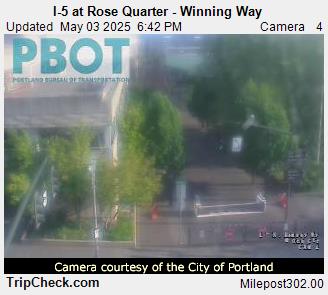 I-5 at Rose Quarter - Winning Way
Updated May 03 2025 6:42 PM Camera 4
PBOT
PORTLAND BUREAU OF TRANSPORTATION
Camera courtesy of the City of Portland
TripCheck.com Milepost302.00